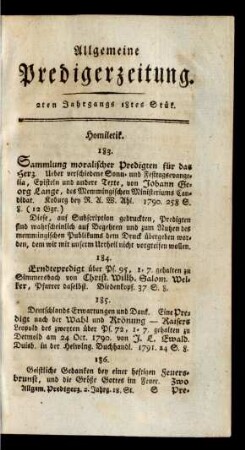 Allgemeine
Predigerzeitung.
2ten Jahrgangs 18tes Stük.
Homiletik.
183.
Sammlung moralischer Predigten für das
Herz. Ueber verschiedene Sonn- und Festtagsevange-
lia, Episteln und andere Texte, von Johann Ge-
org Lange, des Memmingischen Ministeriums Can-
didat. Koburg bey R. A. W. Ahl. 1790. 258 S.
8. (12 Ggr.)
Diese, auf Subscription gedruckten, Predigten
sind wahrscheinlich auf Begehren und zum Nutzen des
memmingischen Publikums dem Druck übergeben wor-
den, dem wir mit unserm Urtheil nicht vorgreifen wollen.
184.
Erndtepredigt über Ps. 95, 1-7. gehalten zu
Simmersbach von Christ. Wilh. Salom. Wel-
ler, Pfarrer daselbst. Biedenkopf. 37 S. 8.
185.
Deutschlands Erwartungen und Dank. Eine Pre-
digt nach der Wahl und Krönung – Kaisers
Leopold des zweeten über Ps. 72, 1-7. gehalten zu
Detmold am 24 Oct. 1790. von J. L. Ewald.
Duisb. in der Helwing. Buchhandl. 1791. 24 S. 8.
186.
Geistliche Gedanken bey einer heftigen Feuers-
brunst, und die Größe Gottes im Feuer. Zwo
Allgem. Predgerz. 2. Jahrg. 18. St. S Pre-